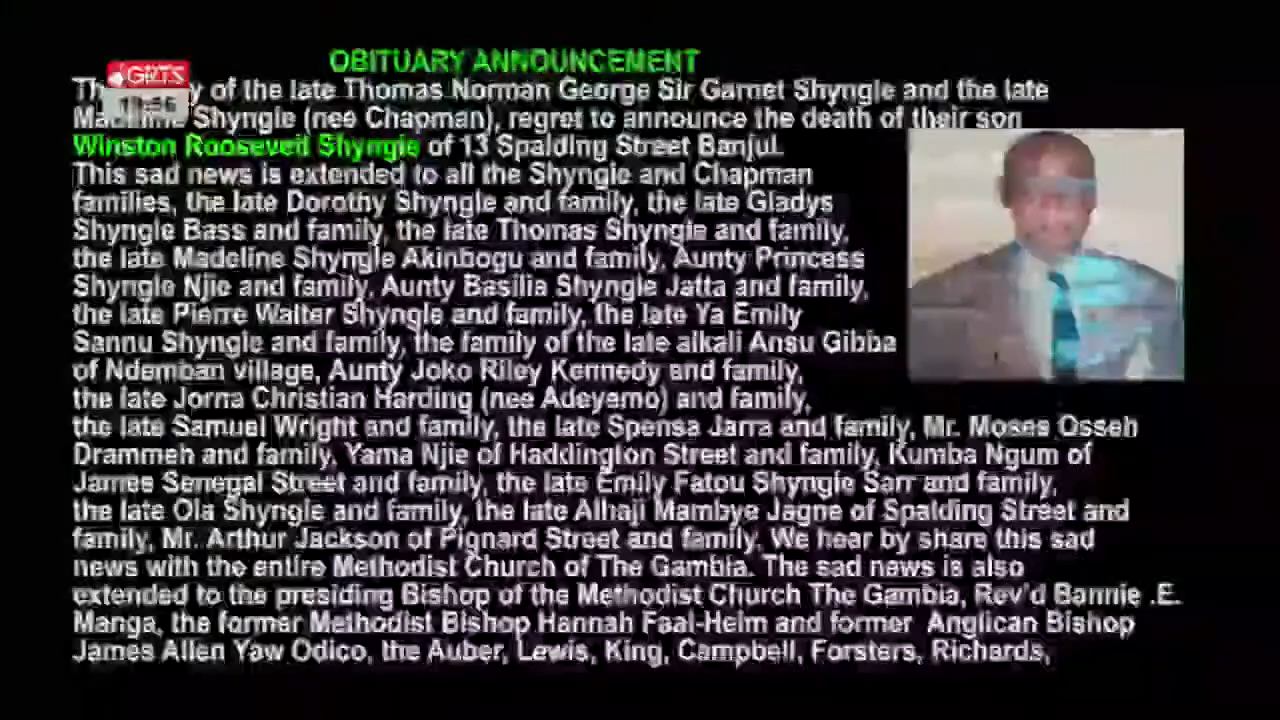 OBITUARY ANNOUNCEMENT
GRTS
of the late Thomas Norman George Sir Garnet Shyngle and the late
Shyngle (nee Chapman), regret to announce the death of their son
Winston Roosevelt Shyngle of 13 Spalding Street Banjul.
This sad news is extended to all the Shyngle and Chapman
families, the late Dorothy Shyngle and family, the late Gladys
Shyngle Bass and family, the late Thomas Shyngle and family,
the late Madeline Shyngle Akinbogu and family, Aunty Princess
Shyngle Njie and family, Aunty Basilia Shyngle Jatta and family,
the late Pierre Walter Shyngle and family, the late Ya Emily
Sannu Shyngle and family, the family of the late alkali Ansu Gibba
of Ndemban village, Aunty Joko Riley Kennedy and family,
the late Jorna Christian Harding (nee Adeyemo) and family,
the late Samuel Wright and family, the late Spensa Jarra and family, Mr. Moses Osseh
Drammeh and family, Yama Njie of Haddington Street and family, Kumba Ngum of
James Senegal Street and family, the late Emily Fatou Shyngle Sarr and family,
the late Ola Shyngle and family, the late Alhaji Mambye Jagne of Spalding Street and
family, Mr. Arthur Jackson of Pignard Street and family. We hear by share this sad
news with the entire Methodist Church of The Gambia. The sad news is also
extended to the presiding Bishop of the Methodist Church The Gambia, Rev'd Bannie .E.
Manga, the former Methodist Bishop Hannah Faal-Heim and former Anglican Bishop
James Allen Yaw Odico, the Auber, Lewis, King, Campbell, Forsters, Richards,